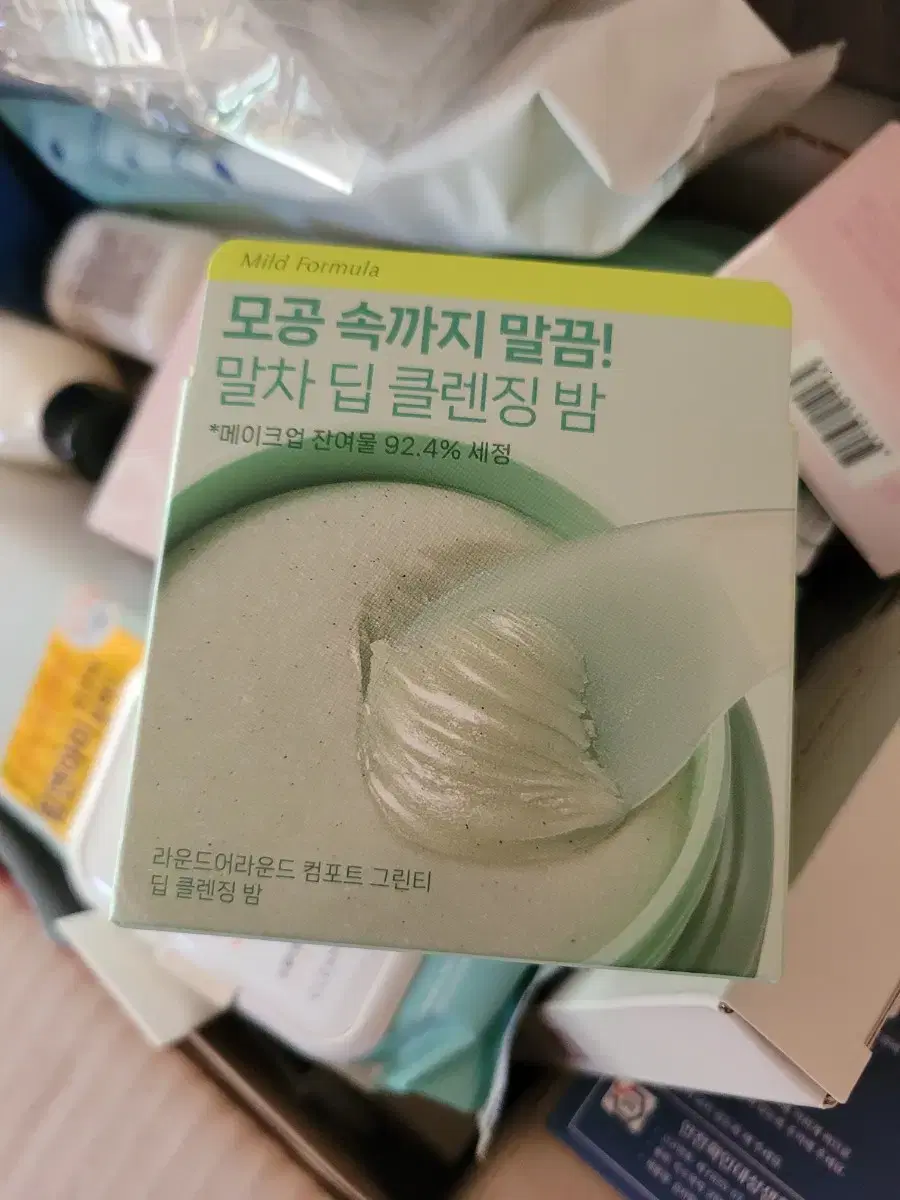 Mild Formula
모공 속까지 말끔!
말차 딥 클렌징 밤
*메이크업 잔여물 92.4% 세정
라운드어라운드 컴포트 그린티
딥 클렌징 밤